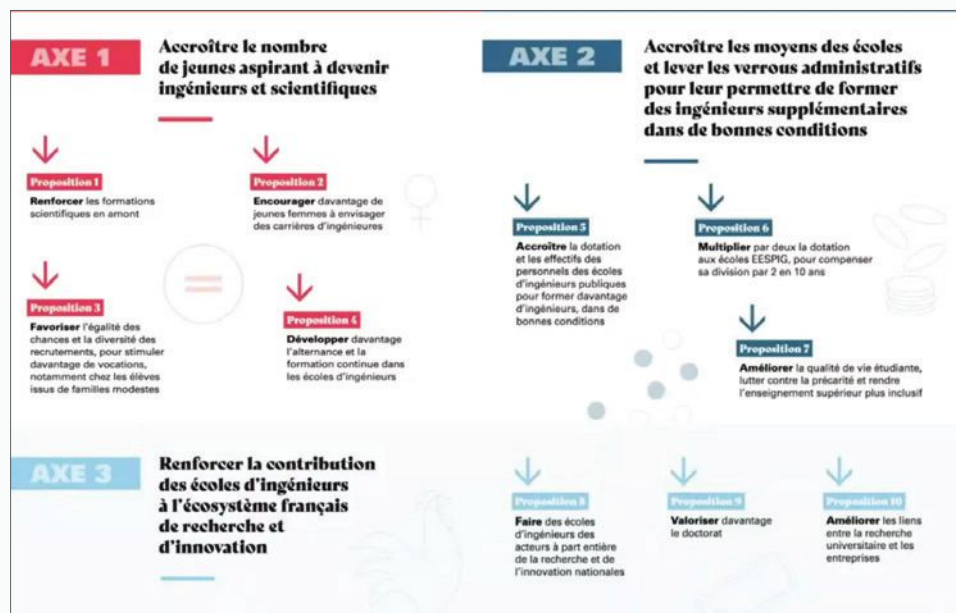 AXE 1
Accroître le nombre
de jeunes aspirant à devenir
ingénieurs et scientifiques
Proposition 1
Renforcer les formations
scientifiques en amont
Proposition 2
Encourager davantage de
jeunes femmes à envisager
des carrières d'ingénieures
Proposition 3
Favoriser l'égalité des
chances et la diversité des
recrutements, pour stimuler
davantage de vocations,
notamment chez les élèves
issus de familles modestes
Proposition 4
Développer davantage
l'alternance et la
formation continue dans
les écoles d'ingénieurs
AXE 2
Accroître les moyens des écoles
et lever les verrous administratifs
pour leur permettre de former
des ingénieurs supplémentaires
dans de bonnes conditions
Proposition 5
Accroître la dotation
et les effectifs des
personnels des écoles
d'ingénieurs publiques
pour former davantage
d'ingénieurs, dans de
bonnes conditions
Proposition 6
Multiplier par deux la dotation
aux écoles EESPIG, pour compenser
sa division par 2 en 10 ans
Proposition 7
Améliorer la qualité de vie étudiante,
lutter contre la précarité et rendre
l'enseignement supérieur plus inclusif
AXE 3
Renforcer la contribution
des écoles d'ingénieurs
à l'écosystème français
de recherche et
d'innovation
Proposition 8
Faire des écoles
d'ingénieurs des
acteurs à part entière
de la recherche et de
l'innovation nationales
Proposition 9
Valoriser davantage
le doctorat
Proposition 10
Améliorer les liens
entre la recherche
universitaire et les
entreprises